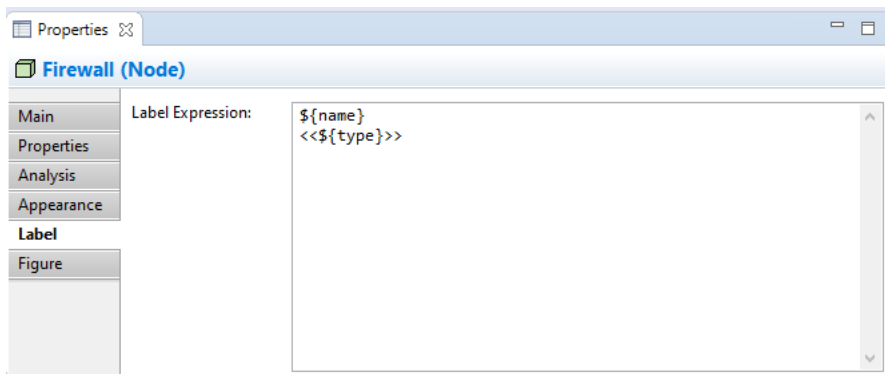 Properties
Firewall (Node)
Main
Properties
Analysis
Appearance
Label
Figure
Label Expression:
${name}
<<${type}>>